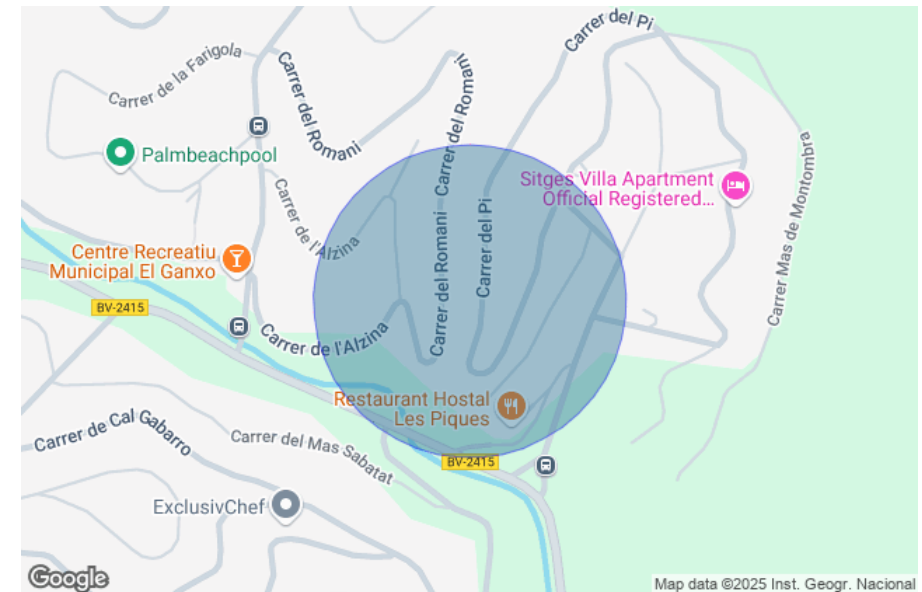 Carrer del Pi
Carrer de la Farigola
Carrer del Romaní
Carrer del Romaní
Palmbeachpool
Sitges Villa Apartment
Official Registered...
Carrer Mas de Montombra
Carrer de l'Alzina
Carrer del Romaní
Carrer del Pi
Centre Recreatiu
Municipal El Ganxo
BV-2415
Carrer de l'Alzina
Restaurant Hostal
Les Piques
Carrer de Cal Gabarro
Carrer del Mas Sabatat
BV-2415
ExclusivChef
Google
Map data ©2025 Inst. Geogr. Nacional